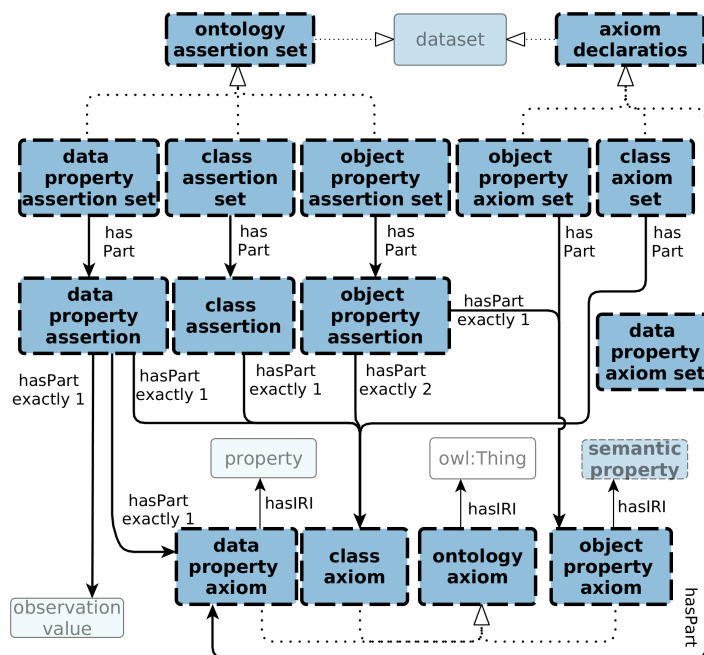 ontology
assertion set
dataset
axiom
declaratios
data
property
assertion set
class
assertion
set
object
property
assertion set
object
property
axiom set
class
axiom
set
has
Part
has
Part
has
Part
has
Part
has
Part
data
property
assertion
class
assertion
object
property
assertion
hasPart
exactly 1
data
property
axiom set
hasPart
exactly 1
hasPart
exactly 1
hasPart
exactly 1
hasPart
exactly 2
property
owl:Thing
semantic
property
hasPart
exactly 1
hasIRI
hasIRI
hasIRI
data
property
axiom
class
axiom
ontology
axiom
object
property
axiom
observation
value
hasPart